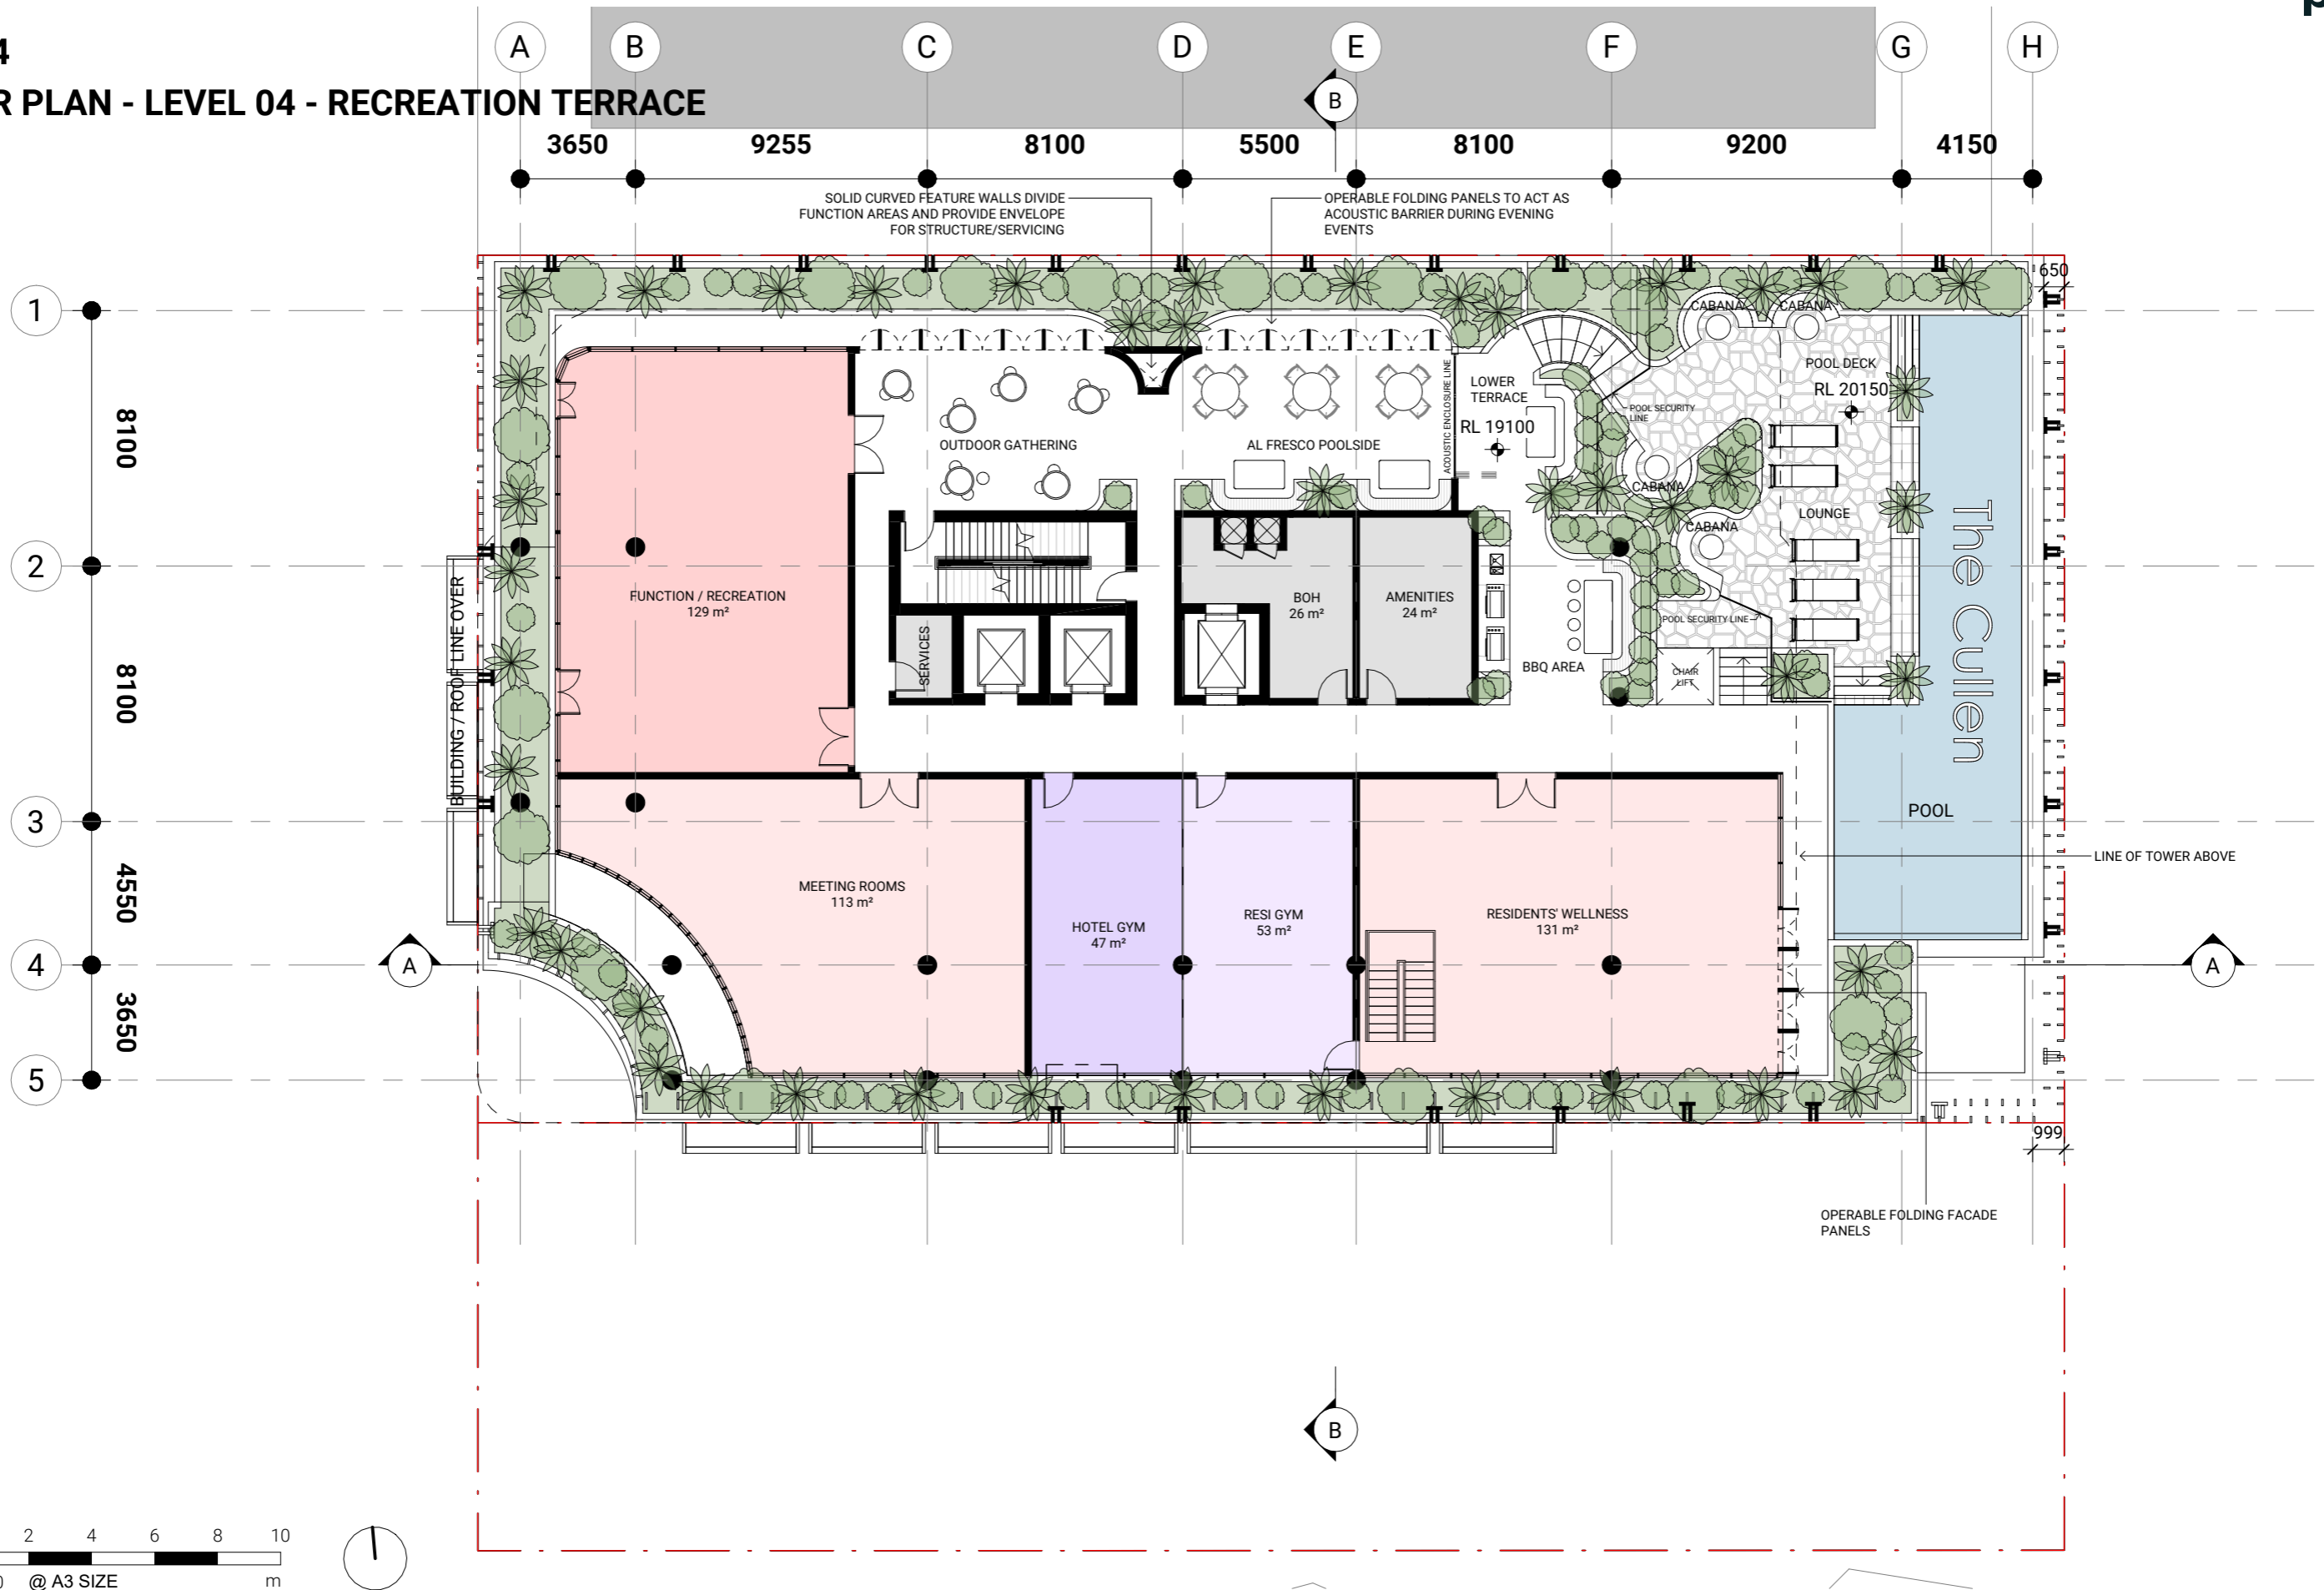 4
R PLAN - LEVEL 04 - RECREATION TERRACE
A B C D E F G H
B
3650 9255 8100 5500 8100 9200 4150
SOLID CURVED FEATURE WALLS DIVIDE
FUNCTION AREAS AND PROVIDE ENVELOPE
FOR STRUCTURE/SERVICING
OPERABLE FOLDING PANELS TO ACT AS
ACOUSTIC BARRIER DURING EVENING
EVENTS
650
1
2
3
4
5
8100
8100
4550
3650
CABANA
CABANA
POOL DECK
RL 20150
LOWER
TERRACE
RL 19100
POOL SECURITY
LINE
ACOUSTIC ENCLOSURE LINE
OUTDOOR GATHERING
AL FRESCO POOLSIDE
CABANA
LOUNGE
CABANA
The Cullen
BUILDING / ROOF LINE OVER
FUNCTION / RECREATION
129 m²
SERVICES
BOH
26 m²
AMENITIES
24 m²
POOL SECURITY LINE
BBQ AREA
CHAIR
LIFT
POOL
LINE OF TOWER ABOVE
MEETING ROOMS
113 m²
HOTEL GYM
47 m²
RESI GYM
53 m²
RESIDENTS' WELLNESS
131 m²
A
A
999
OPERABLE FOLDING FACADE
PANELS
B
2 4 6 8 10
0 @ A3 SIZE m